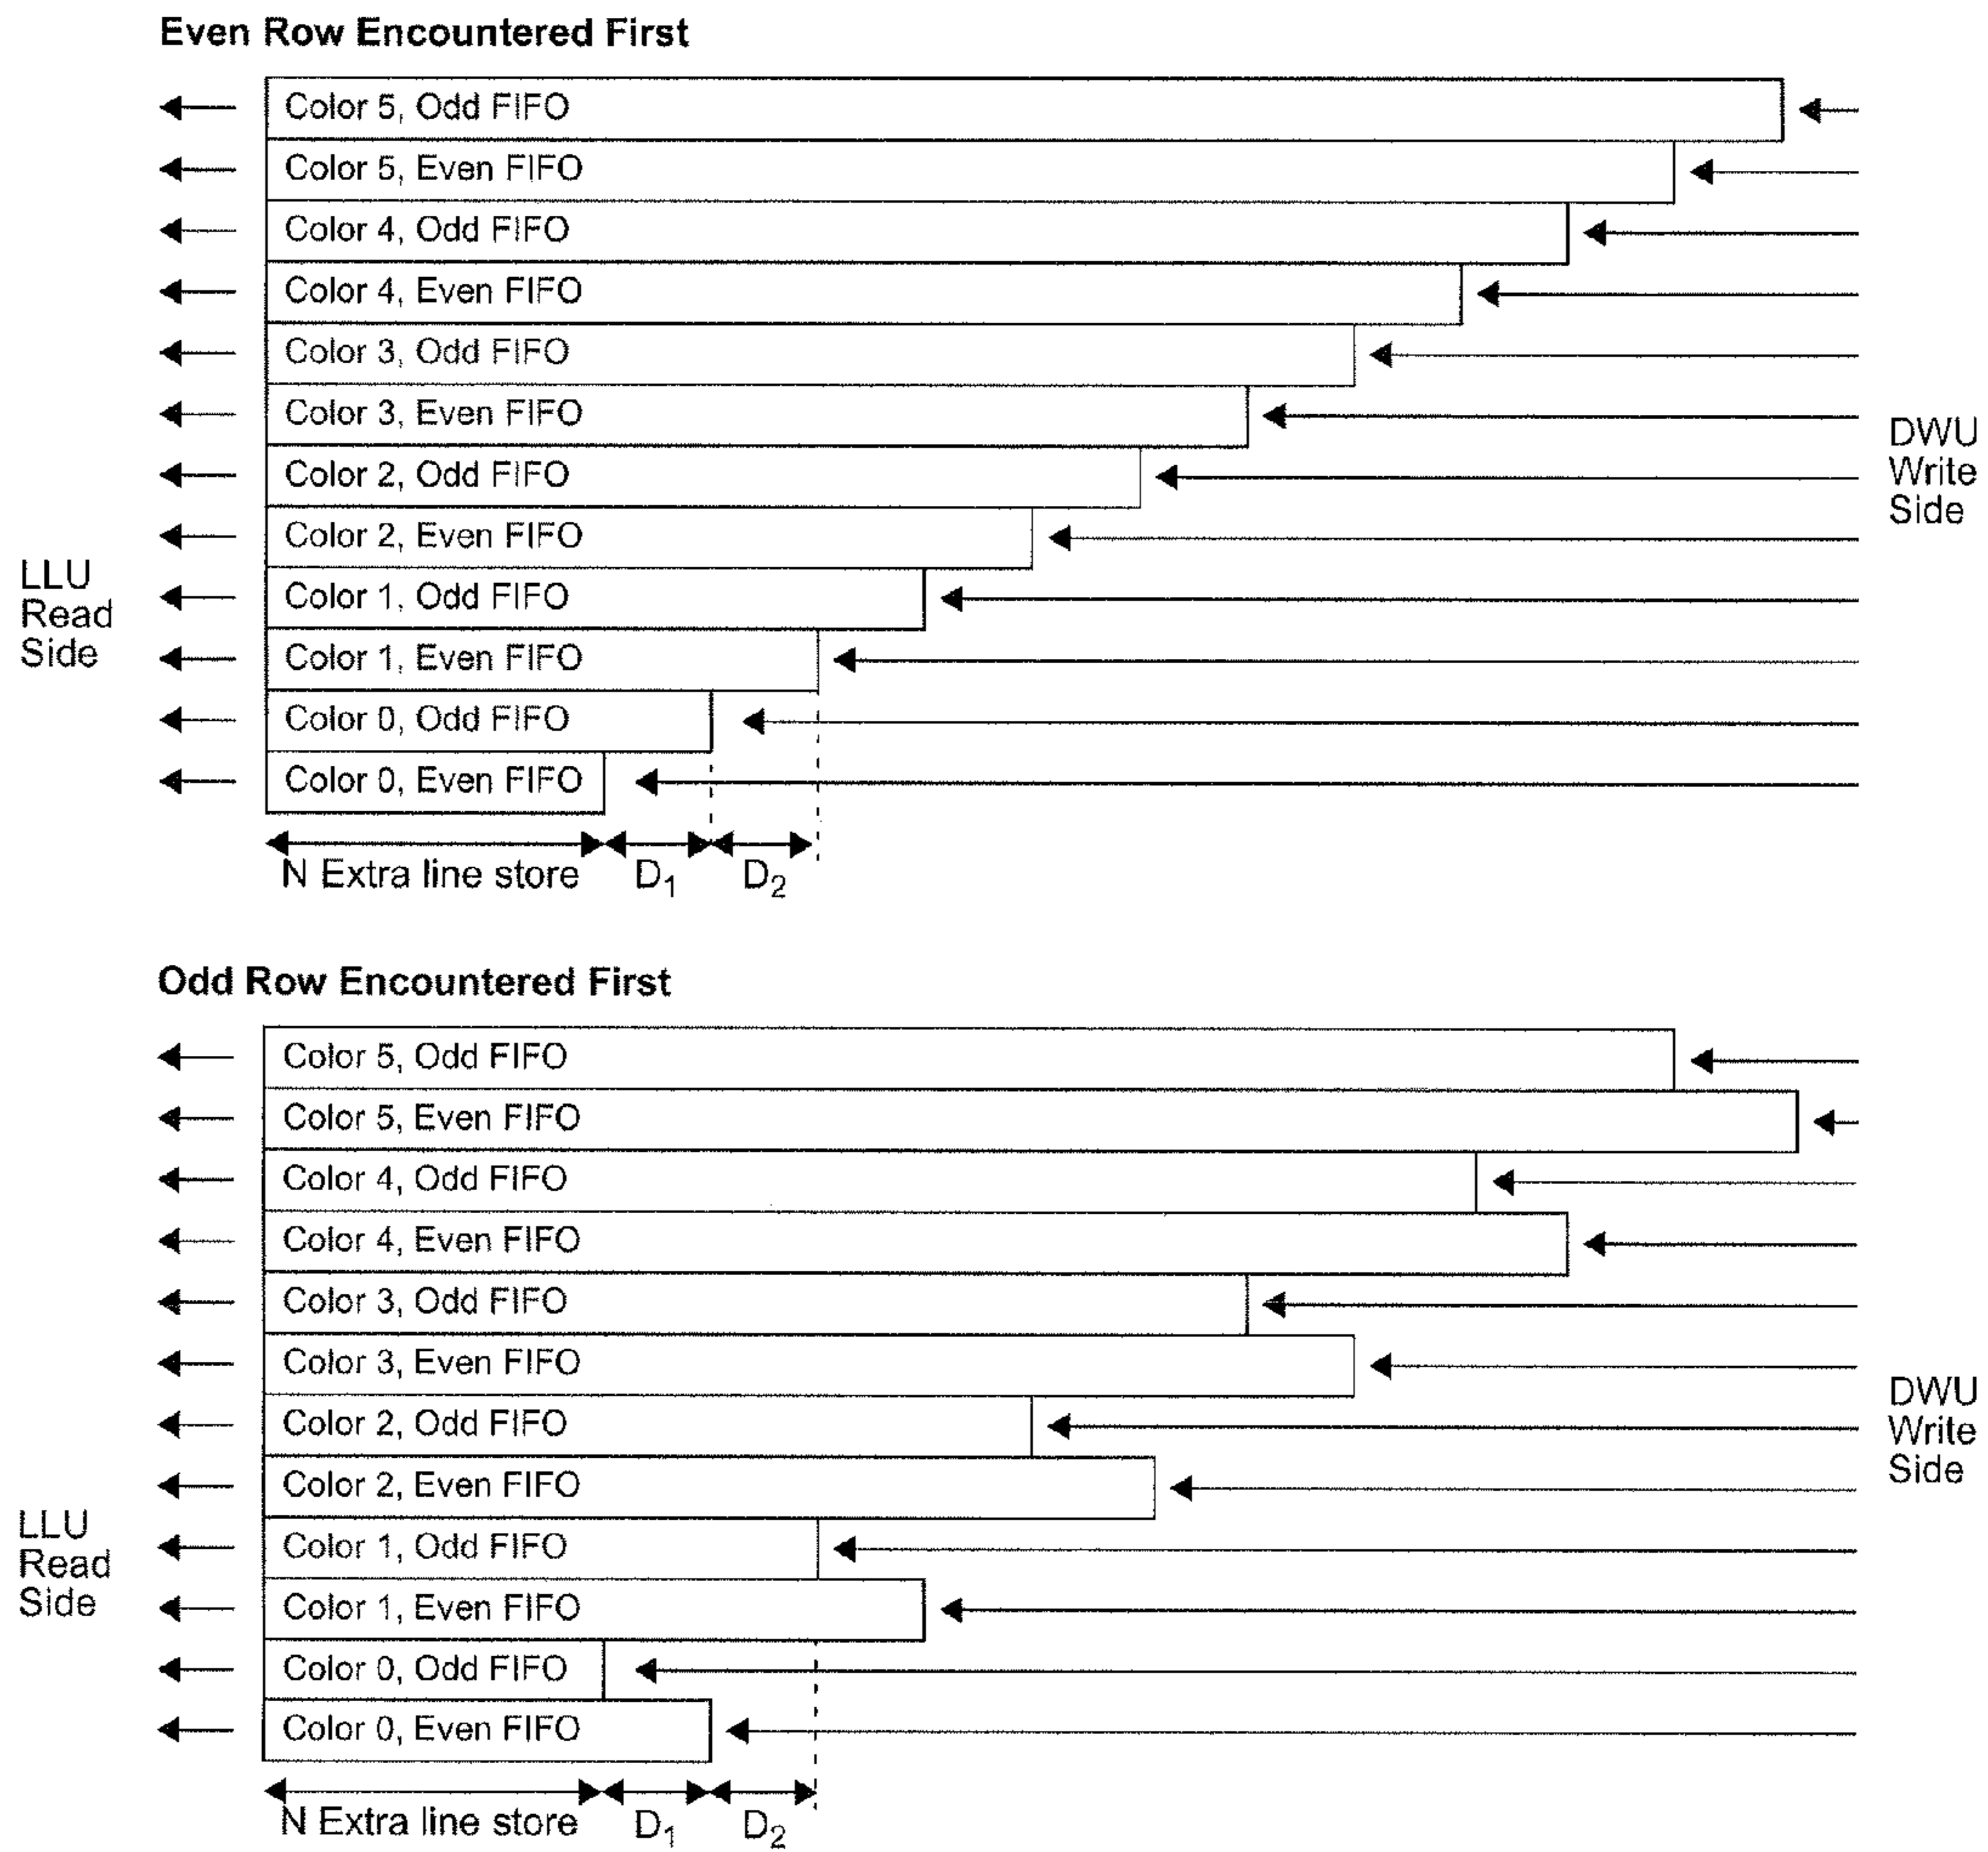 Even Row Encountered First
Color 5, Odd FIFO
Color 5, Even FIFO
Color 4, Odd FIFO
Color 4, Even FIFO
Color 3, Odd FIFO
Color 3, Even FIFO
DWU
Write
Side
Color 2, Odd FIFO
Color 2, Even FIFO
LLU
Read
Side
Color 1, Odd FIFO
Color 1, Even FIFO
Color 0, Odd FIFO
Color 0, Even FIFO
N Extra line store D₁ D₂
Odd Row Encountered First
Color 5, Odd FIFO
Color 5, Even FIFO
Color 4, Odd FIFO
Color 4, Even FIFO
Color 3, Odd FIFO
Color 3, Even FIFO
DWU
Write
Side
Color 2, Odd FIFO
Color 2, Even FIFO
LLU
Read
Side
Color 1, Odd FIFO
Color 1, Even FIFO
Color 0, Odd FIFO
Color 0, Even FIFO
N Extra line store D₁ D₂